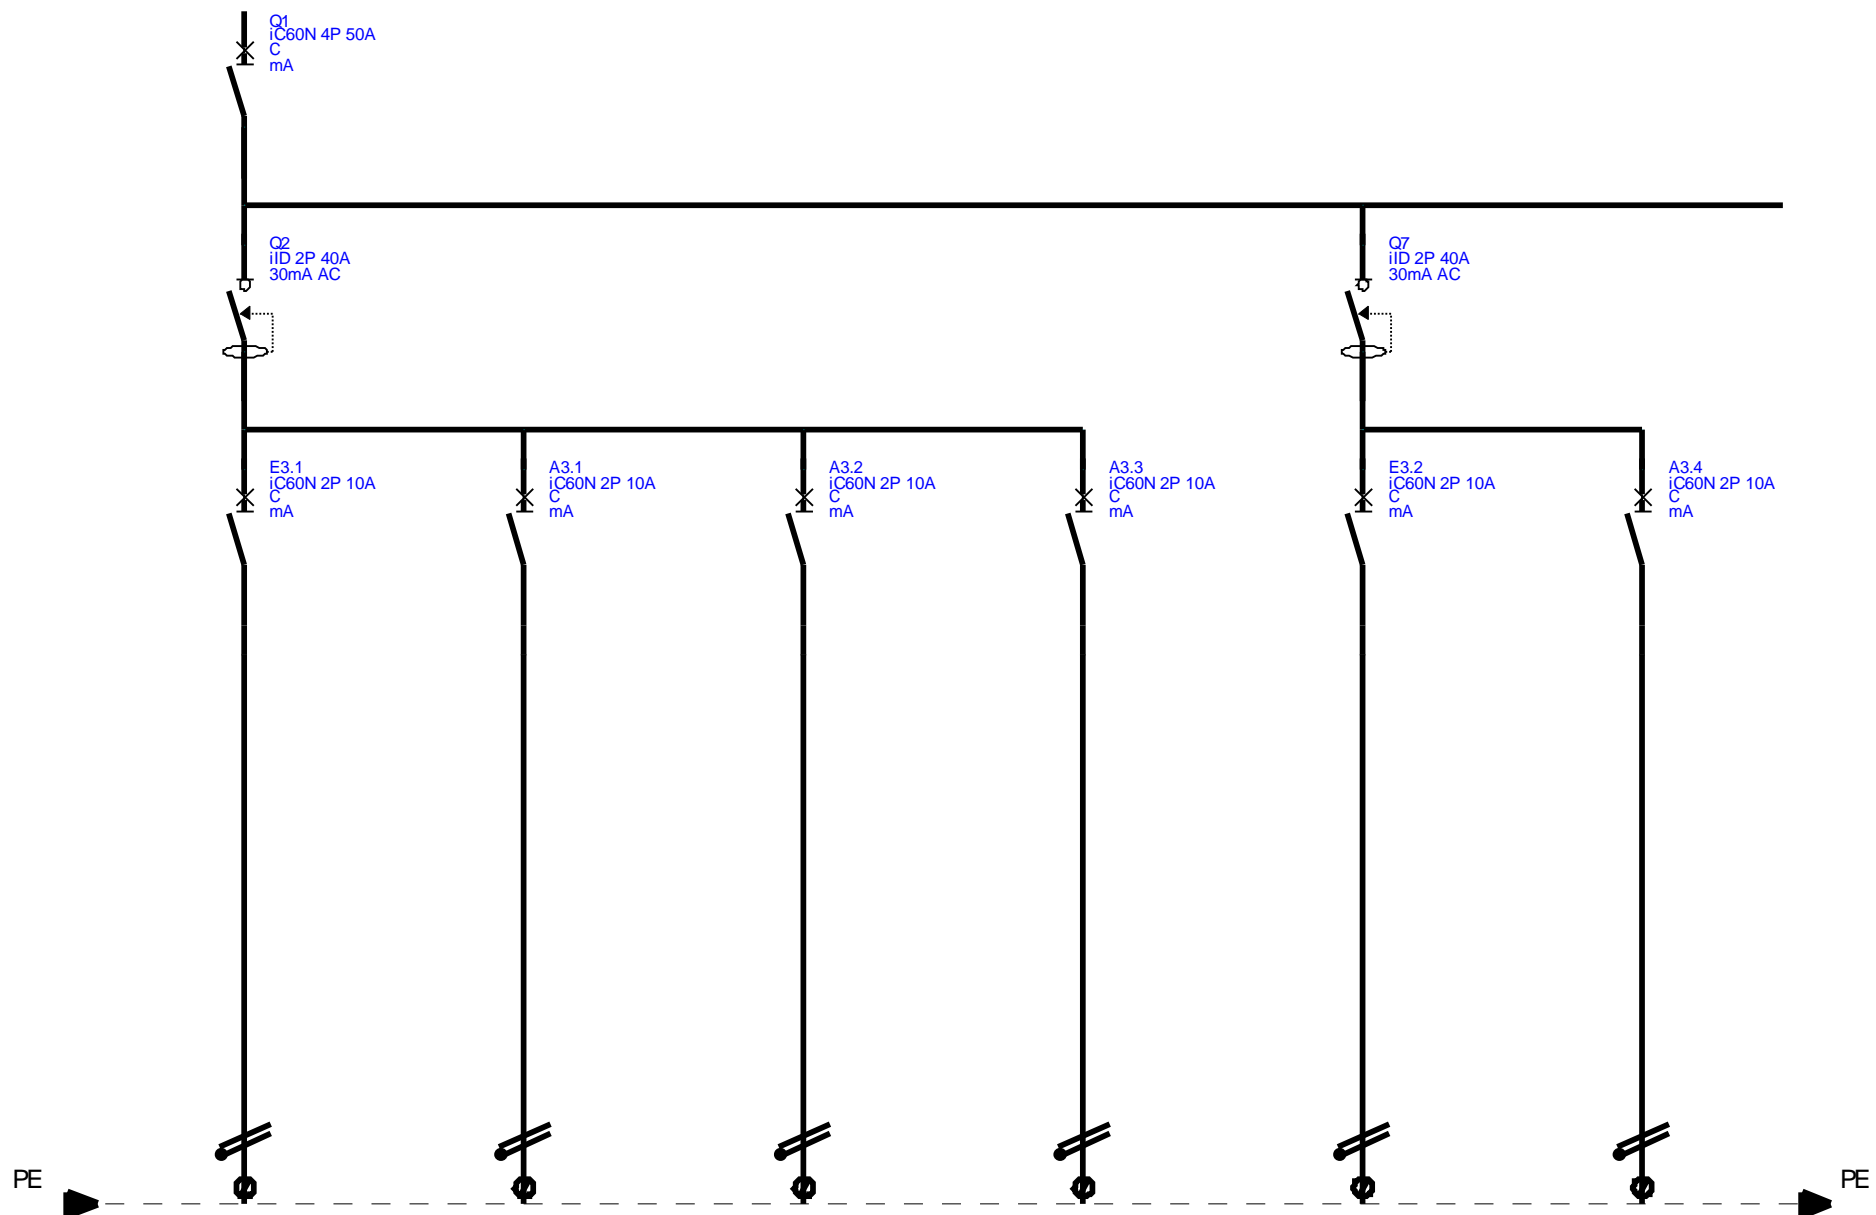 Q1
iC60N 4P 50A
C
mA
Q2
iID 2P 40A
30mA AC
Q7
iID 2P 40A
30mA AC
E3.1
iC60N 2P 10A
C
mA
A3.1
iC60N 2P 10A
C
mA
A3.2
iC60N 2P 10A
C
mA
A3.3
iC60N 2P 10A
C
mA
E3.2
iC60N 2P 10A
C
mA
A3.4
iC60N 2P 10A
C
mA
PE
PE